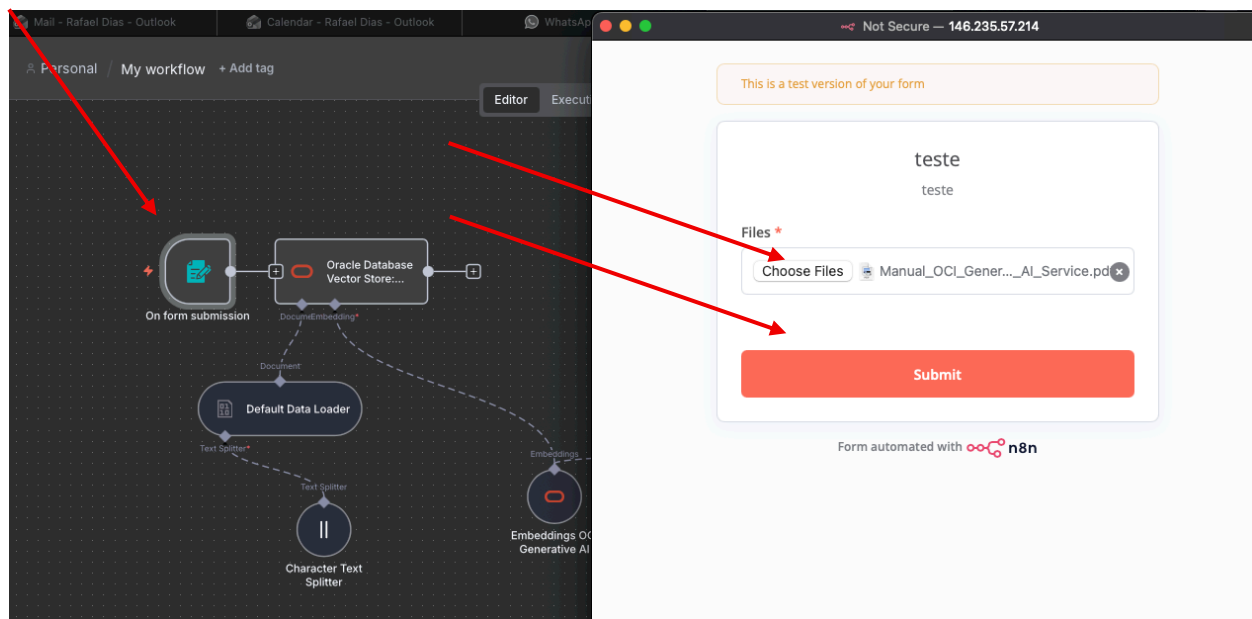 Mail - Rafael Dias - Outlook
Calendar - Rafael Dias - Outlook
WhatsAp
Not Secure — 146.235.57.214
Personal / My workflow + Add tag
Editor Executi
This is a test version of your form
teste
teste
Files *
Choose Files Manual_OCI_Gener..._AI_Service.pd
Submit
Form automated with n8n
On form submission
Oracle Database
Vector Store:...
Embedding*
Document
Default Data Loader
Text Splitter*
Text Splitter
Character Text
Splitter
Embeddings
Embeddings OC
Generative AI